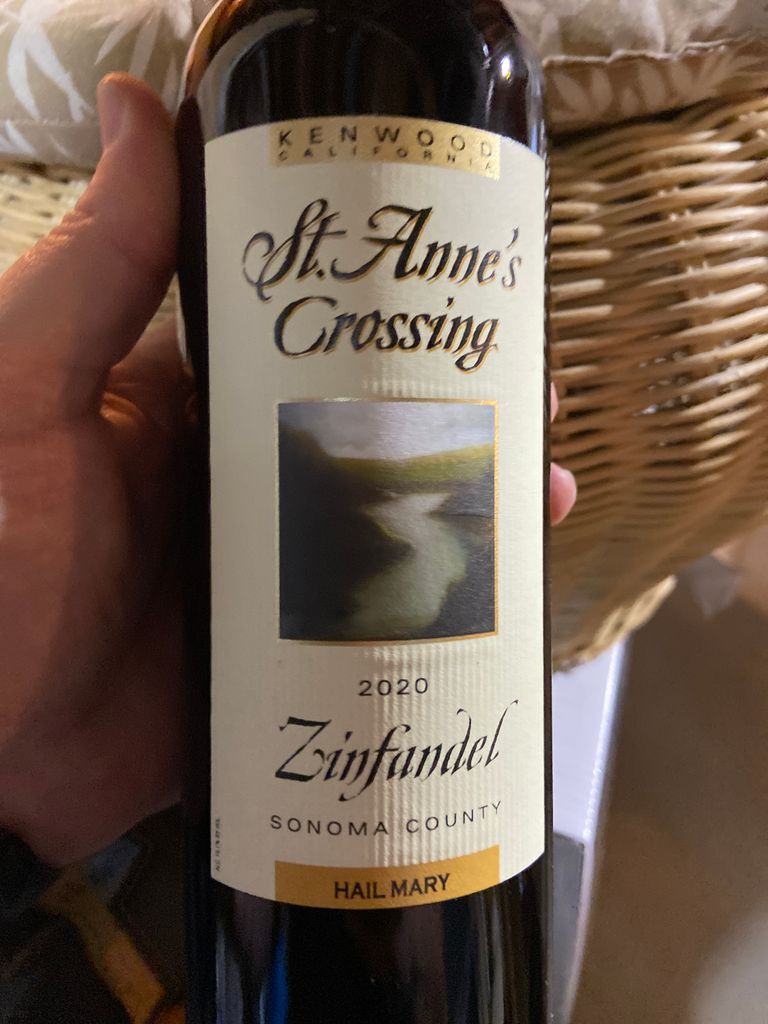 KENWOOD
CALIFORNIA
St. Anne's
Crossing
2020
Zinfandel
SONOMA COUNTY
HAIL MARY